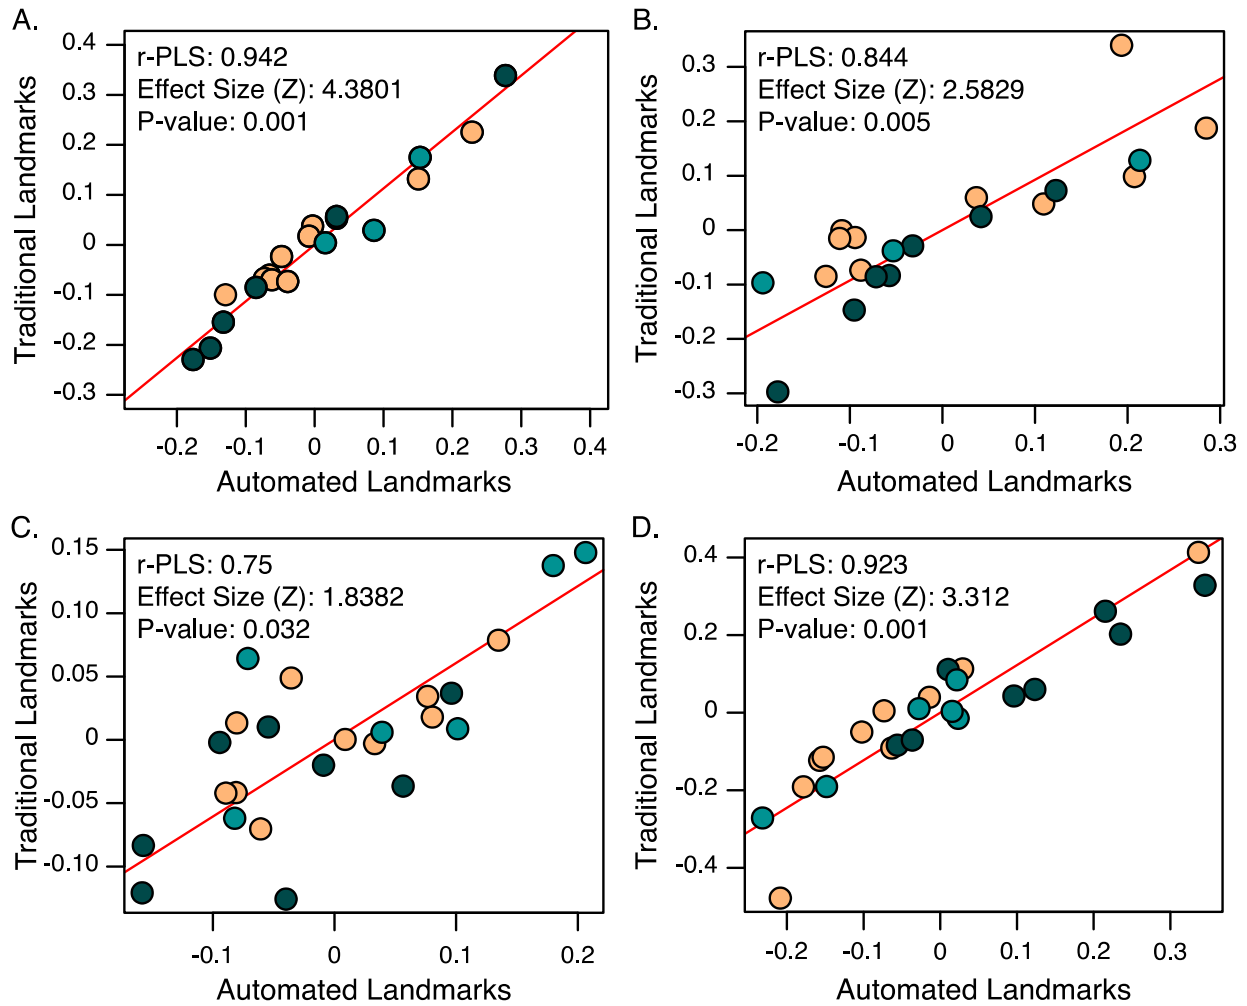 A.
r-PLS: 0.942
Effect Size (Z): 4.3801
P-value: 0.001
Traditional Landmarks
0.4
0.3
0.2
0.1
0
-0.1
-0.2
-0.3
-0.2
-0.1
0
0.1
0.2
0.3
0.4
Automated Landmarks
B.
r-PLS: 0.844
Effect Size (Z): 2.5829
P-value: 0.005
Traditional Landmarks
0.3
0.2
0.1
0
-0.1
-0.2
-0.3
-0.2
-0.1
0
0.1
0.2
0.3
Automated Landmarks
C.
r-PLS: 0.75
Effect Size (Z): 1.8382
P-value: 0.032
Traditional Landmarks
0.15
0.10
0.05
0
-0.05
-0.10
-0.1
0
0.1
0.2
Automated Landmarks
D.
r-PLS: 0.923
Effect Size (Z): 3.312
P-value: 0.001
Traditional Landmarks
0.4
0.2
0
-0.2
-0.4
-0.2
-0.1
0
0.1
0.2
0.3
Automated Landmarks